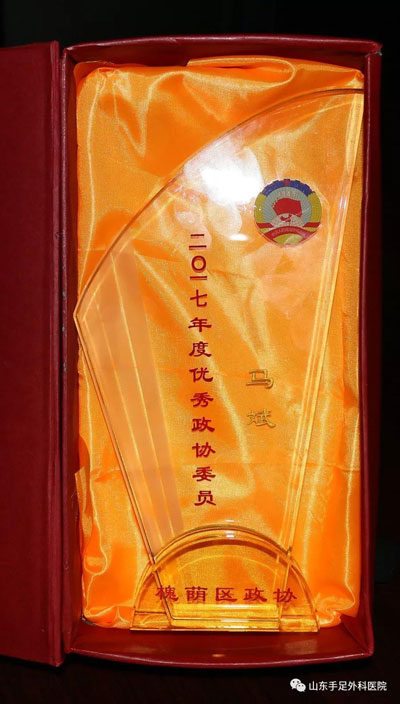 二〇一七年度优秀政协委员
马斌
槐荫区政协
山东手足外科医院